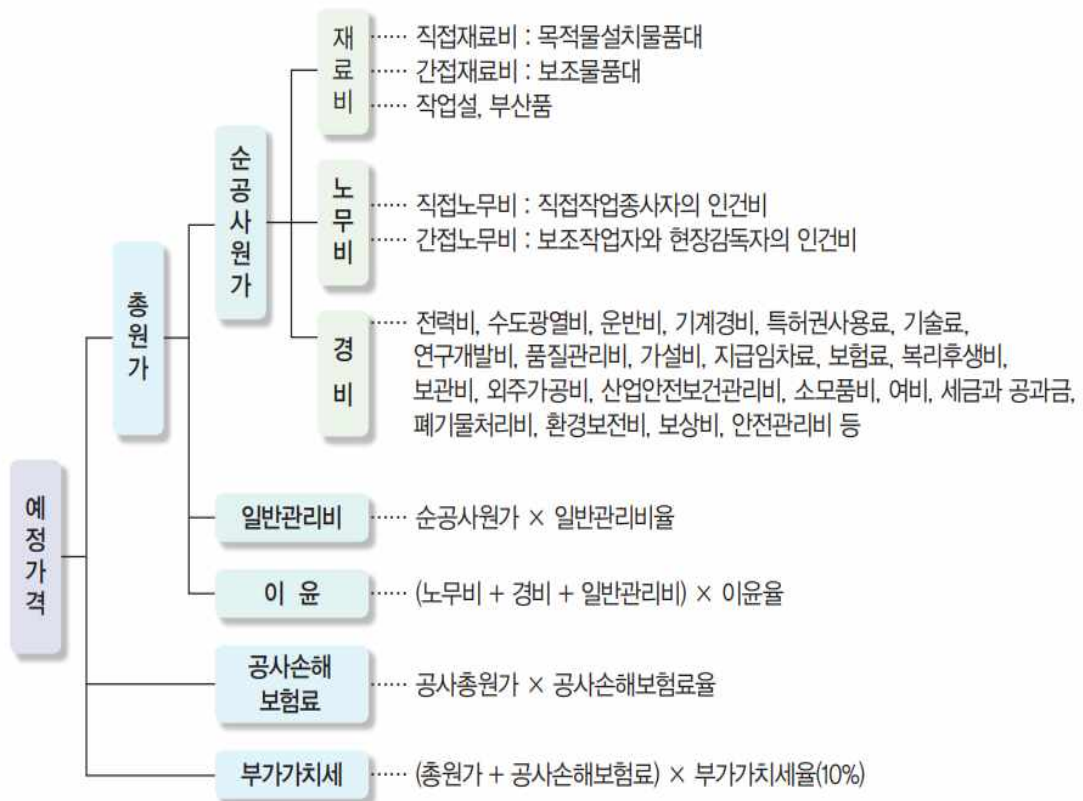 재료비
직접재료비 : 목적물설치물품대
간접재료비 : 보조물품대
작업설, 부산품
순공사원가
노무비
직접노무비 : 직접작업종사자의 인건비
간접노무비 : 보조작업자와 현장감독자의 인건비
총원가
경비
전력비, 수도광열비, 운반비, 기계경비, 특허권사용료, 기술료,
연구개발비, 품질관리비, 가설비, 지급임차료, 보험료, 복리후생비,
보관비, 외주가공비, 산업안전보건관리비, 소모품비, 여비, 세금과 공과금,
폐기물처리비, 환경보전비, 보상비, 안전관리비 등
예정가격
일반관리비
순공사원가 × 일반관리비율
이 윤
(노무비 + 경비 + 일반관리비) × 이윤율
공사손해
보험료
공사총원가 × 공사손해보험료율
부가가치세
(총원가 + 공사손해보험료) × 부가가치세율(10%)